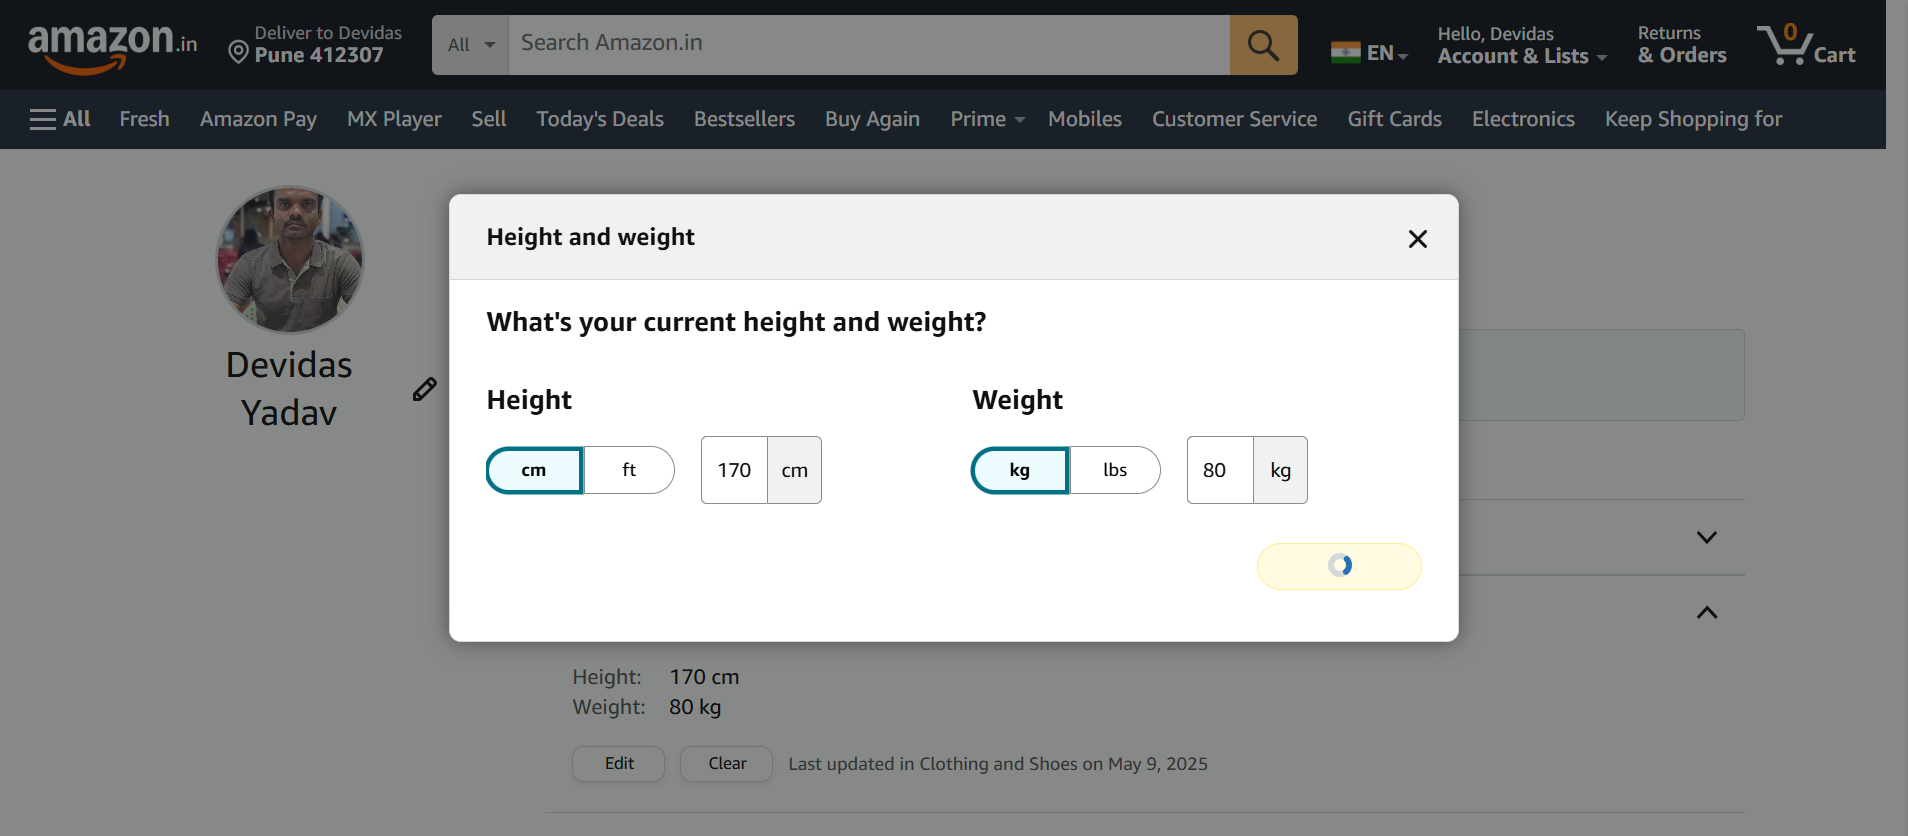 amazon.in
Deliver to Devidas
Pune 412307
All
Search Amazon.in
EN
Hello, Devidas
Account & Lists
Returns
& Orders
0
Cart
All Fresh Amazon Pay MX Player Sell Today's Deals Bestsellers Buy Again Prime Mobiles Customer Service Gift Cards Electronics Keep Shopping for
Devidas
Yadav
Height and weight
What's your current height and weight?
Height
cm ft 170 cm
Weight
kg lbs 80 kg
Height: 170 cm
Weight: 80 kg
Edit Clear Last updated in Clothing and Shoes on May 9, 2025